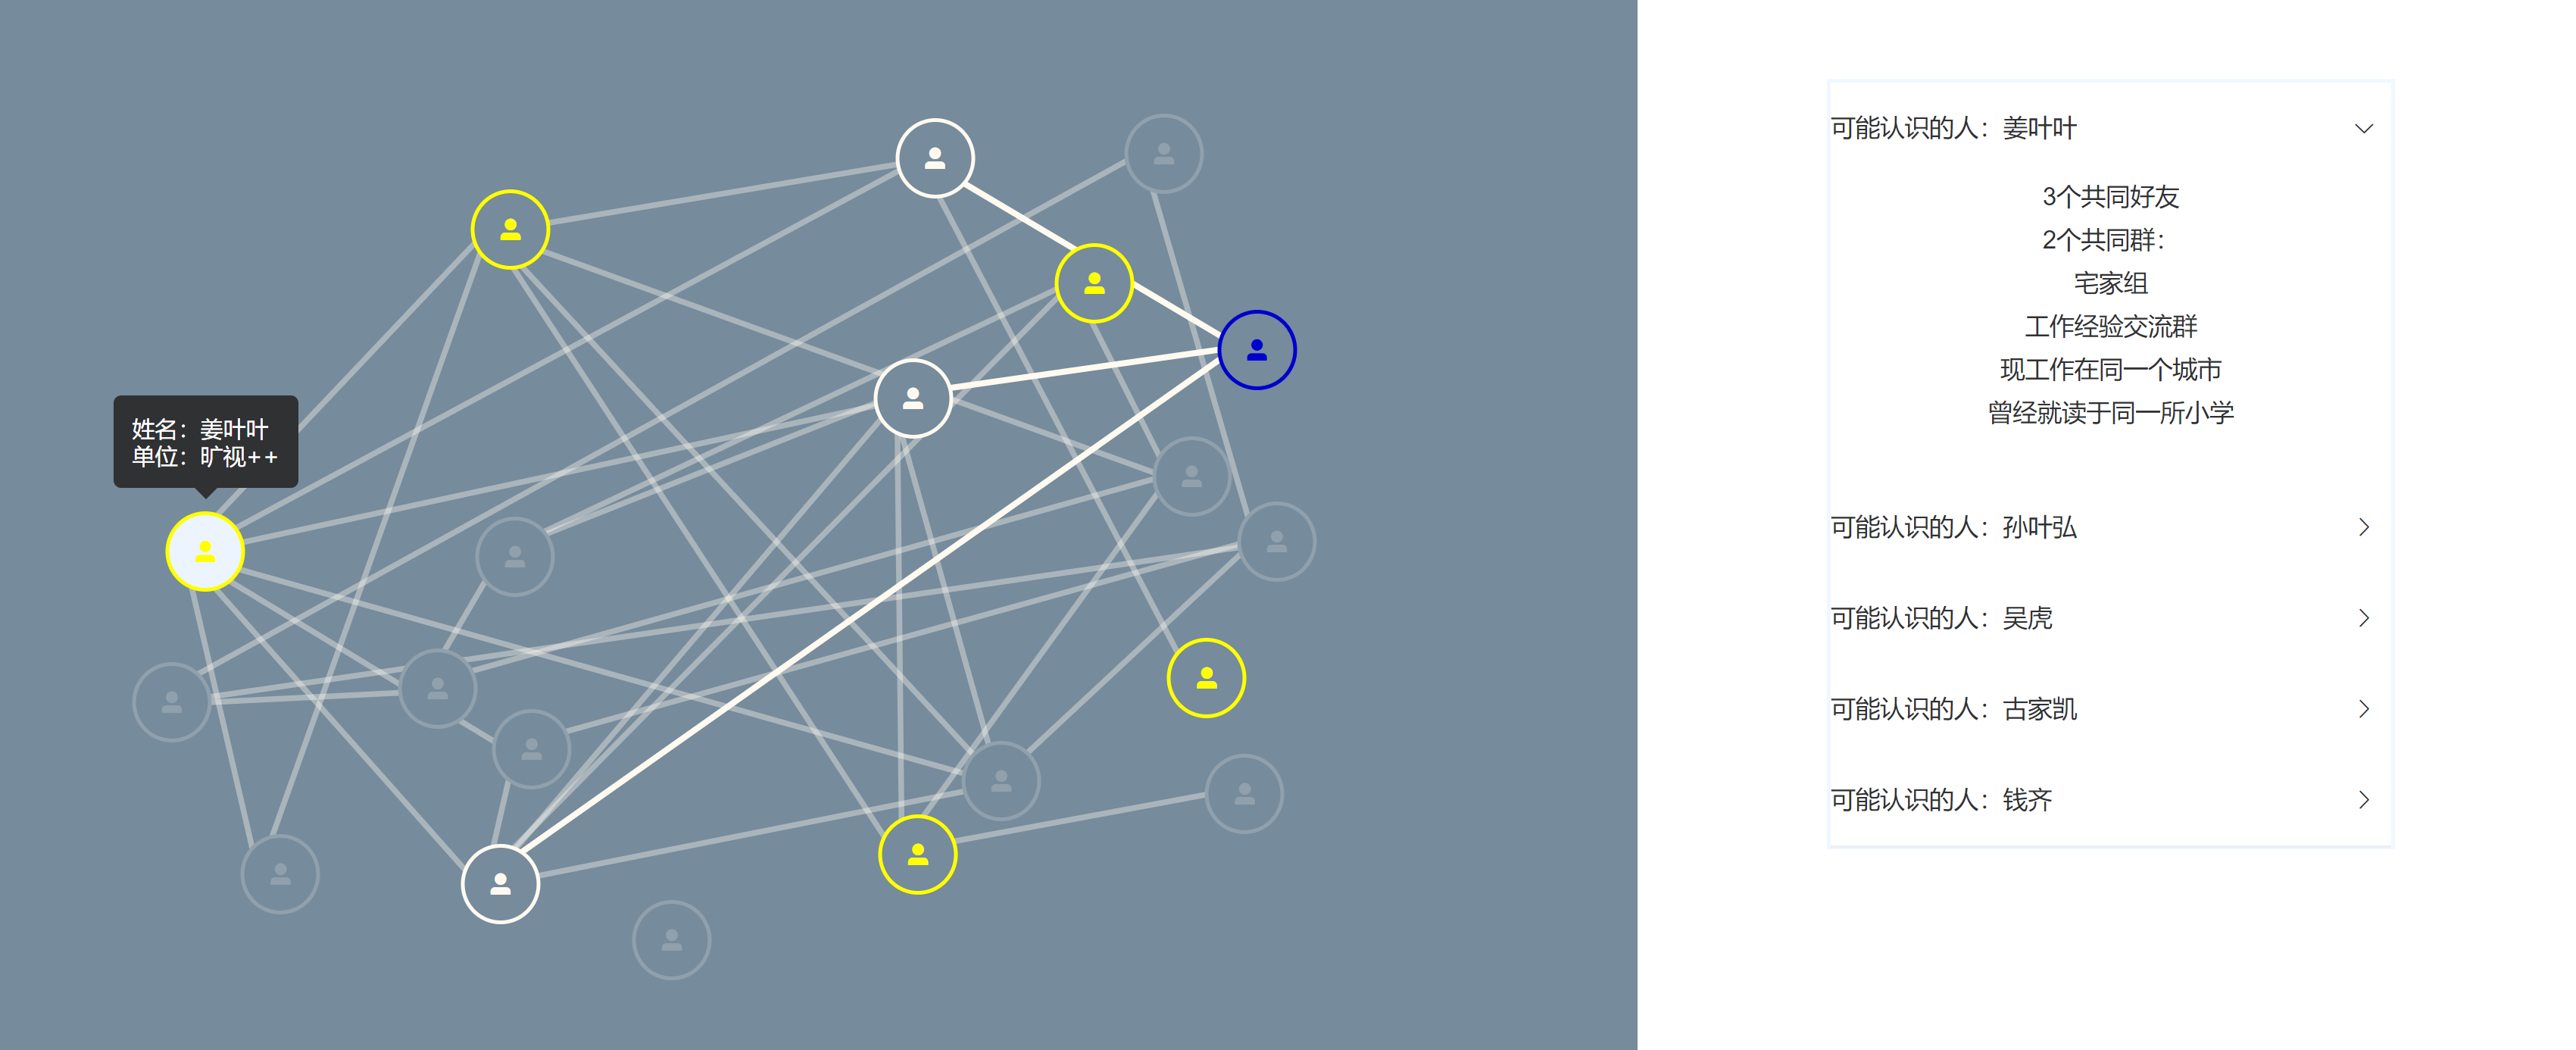 姓名：姜叶叶
单位：旷视++
可能认识的人：姜叶叶
3个共同好友
2个共同群：
宅家组
工作经验交流群
现工作在同一个城市
曾经就读于同一所小学
可能认识的人：孙叶弘
可能认识的人：吴虎
可能认识的人：古家凯
可能认识的人：钱齐